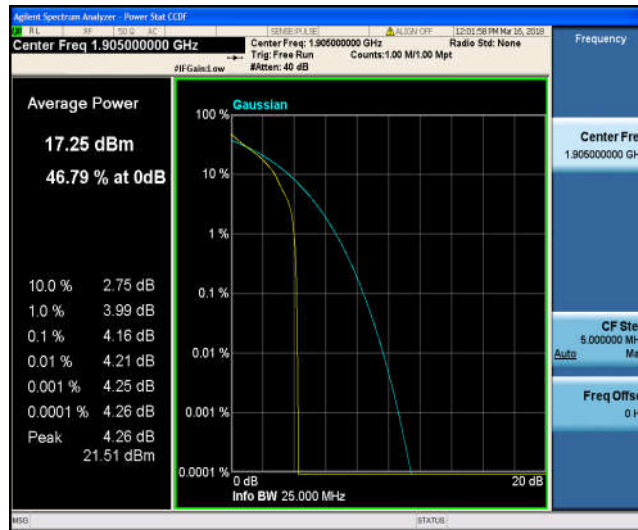 Agilent Spectrum Analyzer - Power Stat CCDF
RL RF 50 Ω AC SENSE:PULSE ALIGN OFF 12:01:58 PM Mar 16, 2018
Center Freq 1.905000000 GHz
Center Freq: 1.905000000 GHz Radio Std: None
Trig: Free Run Counts:1.00 M/1.00 Mpt
#IFGain:Low #Atten: 40 dB
Frequency
Average Power
17.25 dBm
46.79 % at 0dB
10.0 % 2.75 dB
1.0 % 3.99 dB
0.1 % 4.16 dB
0.01 % 4.21 dB
0.001 % 4.25 dB
0.0001 % 4.26 dB
Peak 4.26 dB
21.51 dBm
Gaussian
100 %
10 %
1 %
0.1 %
0.01 %
0.001 %
0.0001 %
0 dB 20 dB
Info BW 25.000 MHz
Center Fre
1.905000000 GH
CF Ste
5.000000 MH
Auto Ma
Freq Offse
0 H
MSG STATUS